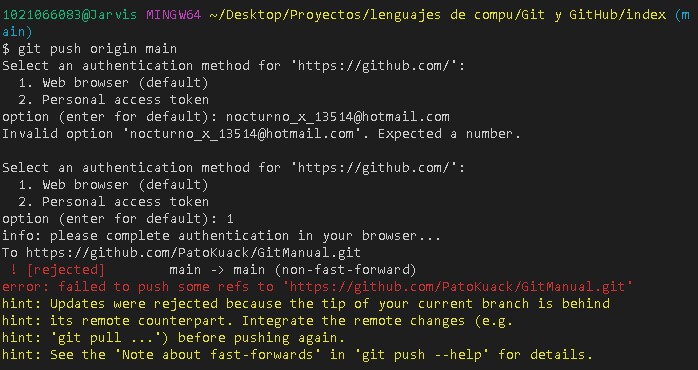 1021066083@Jarvis MINGW64 ~/Desktop/Proyectos/lenguajes de compu/Git y GitHub/index (m
ain)
$ git push origin main
Select an authentication method for 'https://github.com/':
  1. Web browser (default)
  2. Personal access token
option (enter for default): nocturno_x_13514@hotmail.com
Invalid option 'nocturno_x_13514@hotmail.com'. Expected a number.

Select an authentication method for 'https://github.com/':
  1. Web browser (default)
  2. Personal access token
option (enter for default): 1
info: please complete authentication in your browser...
To https://github.com/PatoKuack/GitManual.git
 ! [rejected]        main -> main (non-fast-forward)
error: failed to push some refs to 'https://github.com/PatoKuack/GitManual.git'
hint: Updates were rejected because the tip of your current branch is behind
hint: its remote counterpart. Integrate the remote changes (e.g.
hint: 'git pull ...') before pushing again.
hint: See the 'Note about fast-forwards' in 'git push --help' for details.